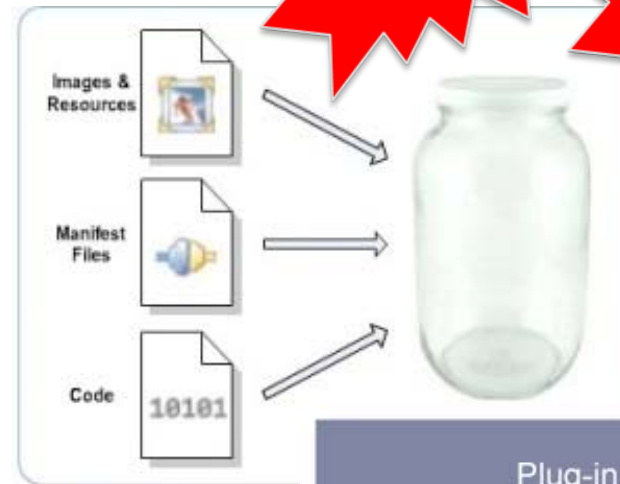 Images &
Resources
Manifest
Files
Code
10101
Plug-in